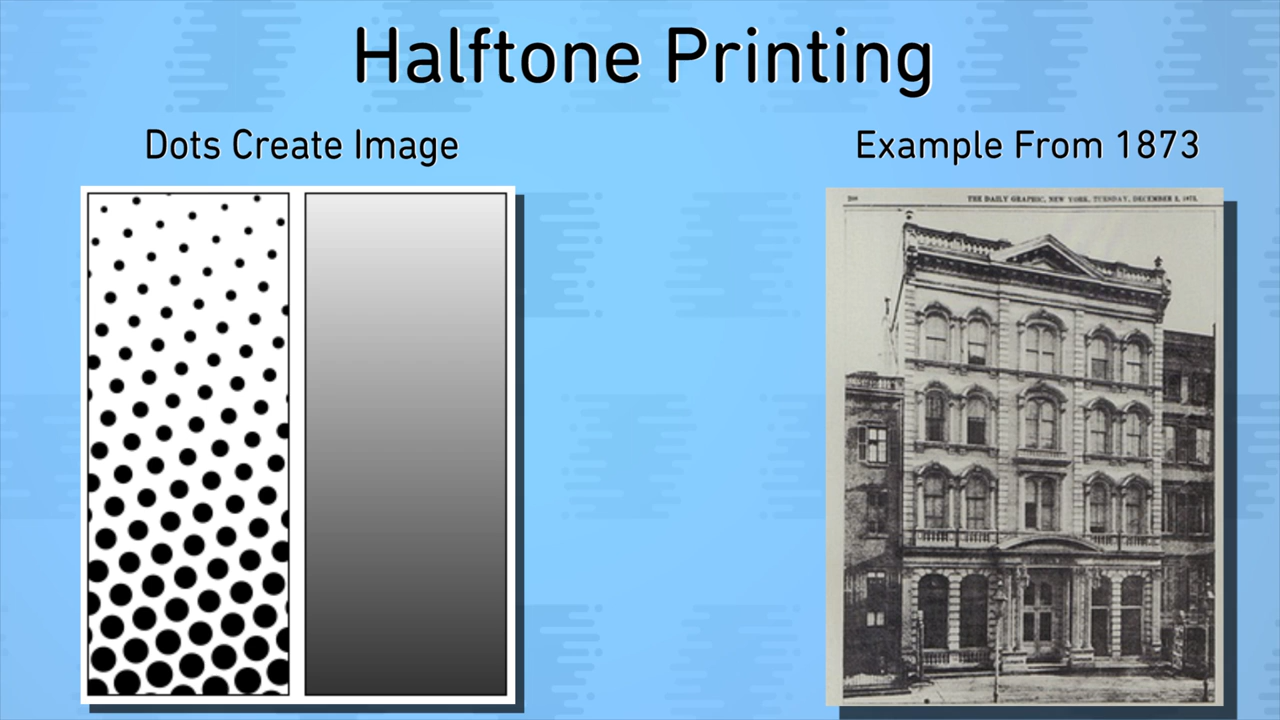 Halftone Printing
Dots Create Image
Example From 1873
THE DAILY GRAPHIC, NEW YORK, TUESDAY, DECEMBER 2, 1873.